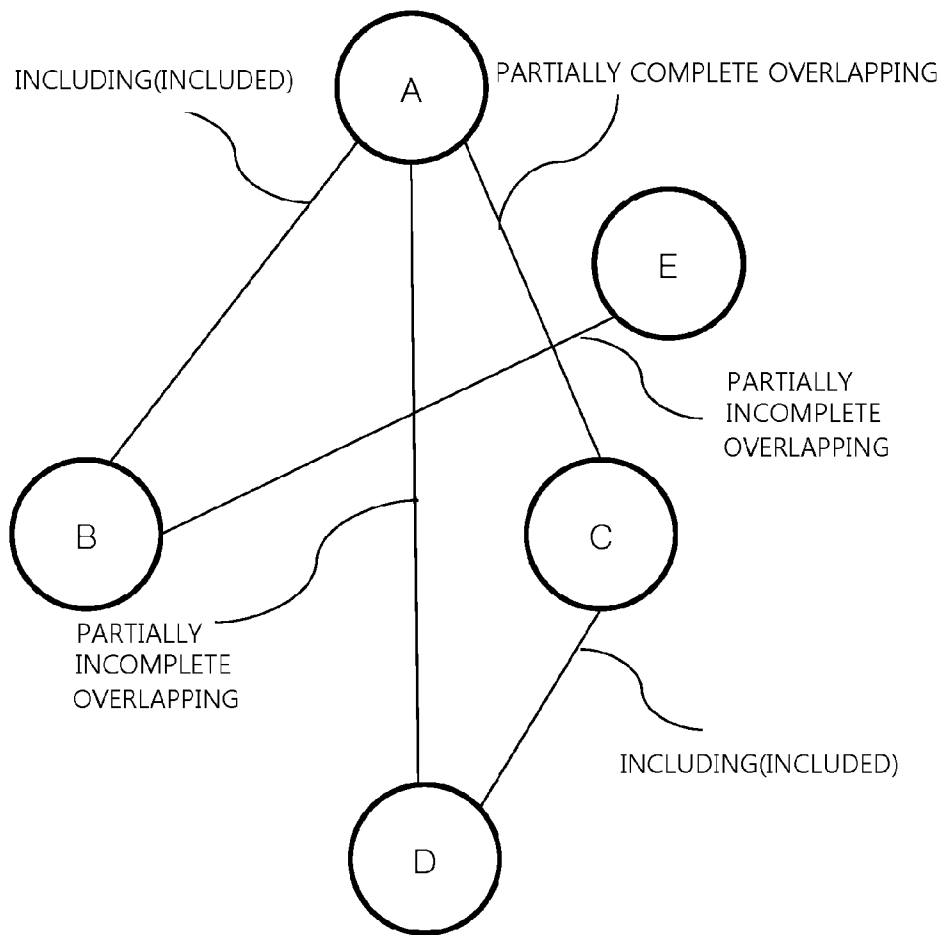 A
INCLUDING(INCLUDED)
PARTIALLY COMPLETE OVERLAPPING
E
PARTIALLY
INCOMPLETE
OVERLAPPING
B
C
PARTIALLY
INCOMPLETE
OVERLAPPING
INCLUDING(INCLUDED)
D